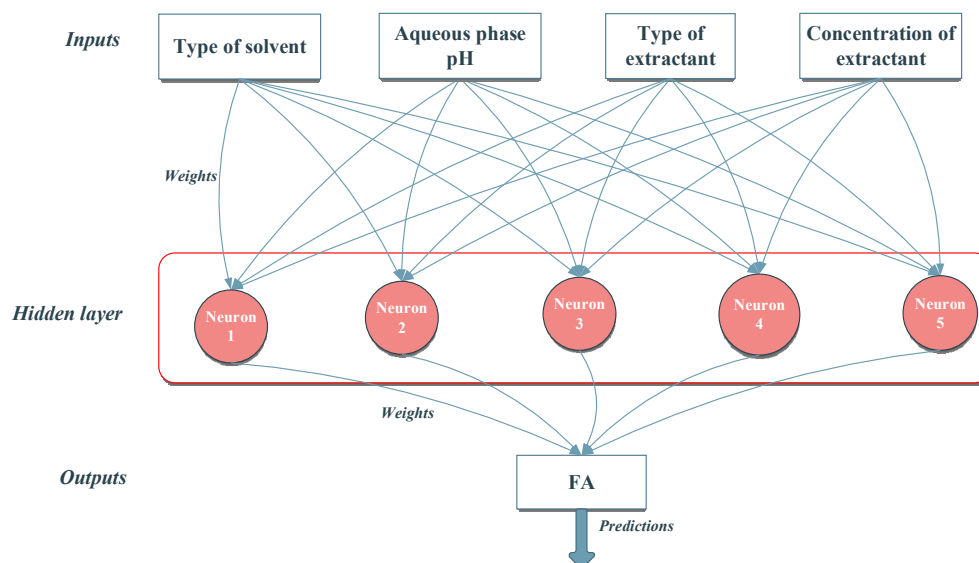 Inputs
Type of solvent
Aqueous phase
pH
Type of
extractant
Concentration of
extractant
Weights
Hidden layer
Neuron
1
Neuron
2
Neuron
3
Neuron
4
Neuron
5
Weights
Outputs
FA
Predictions